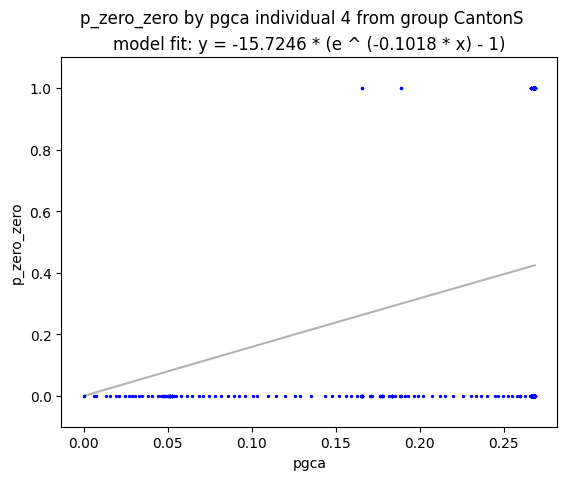 p_zero_zero by pgca individual 4 from group CantonS
model fit: y = -15.7246 * (e ^ (-0.1018 * x) - 1)
1.0
0.8
0.6
0.4
0.2
0.0
p_zero_zero
0.00 0.05 0.10 0.15 0.20 0.25
pgca